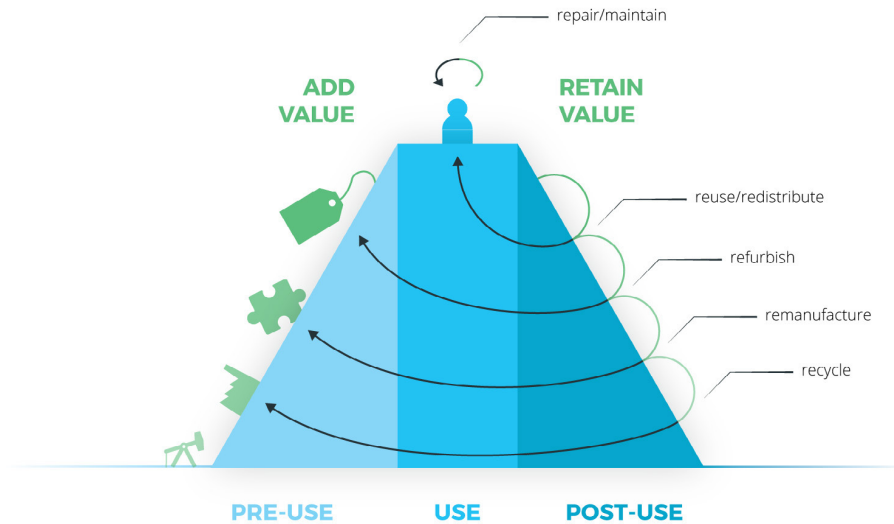 repair/maintain
ADD
VALUE
RETAIN
VALUE
reuse/redistribute
refurbish
remanufacture
recycle
PRE-USE
USE
POST-USE